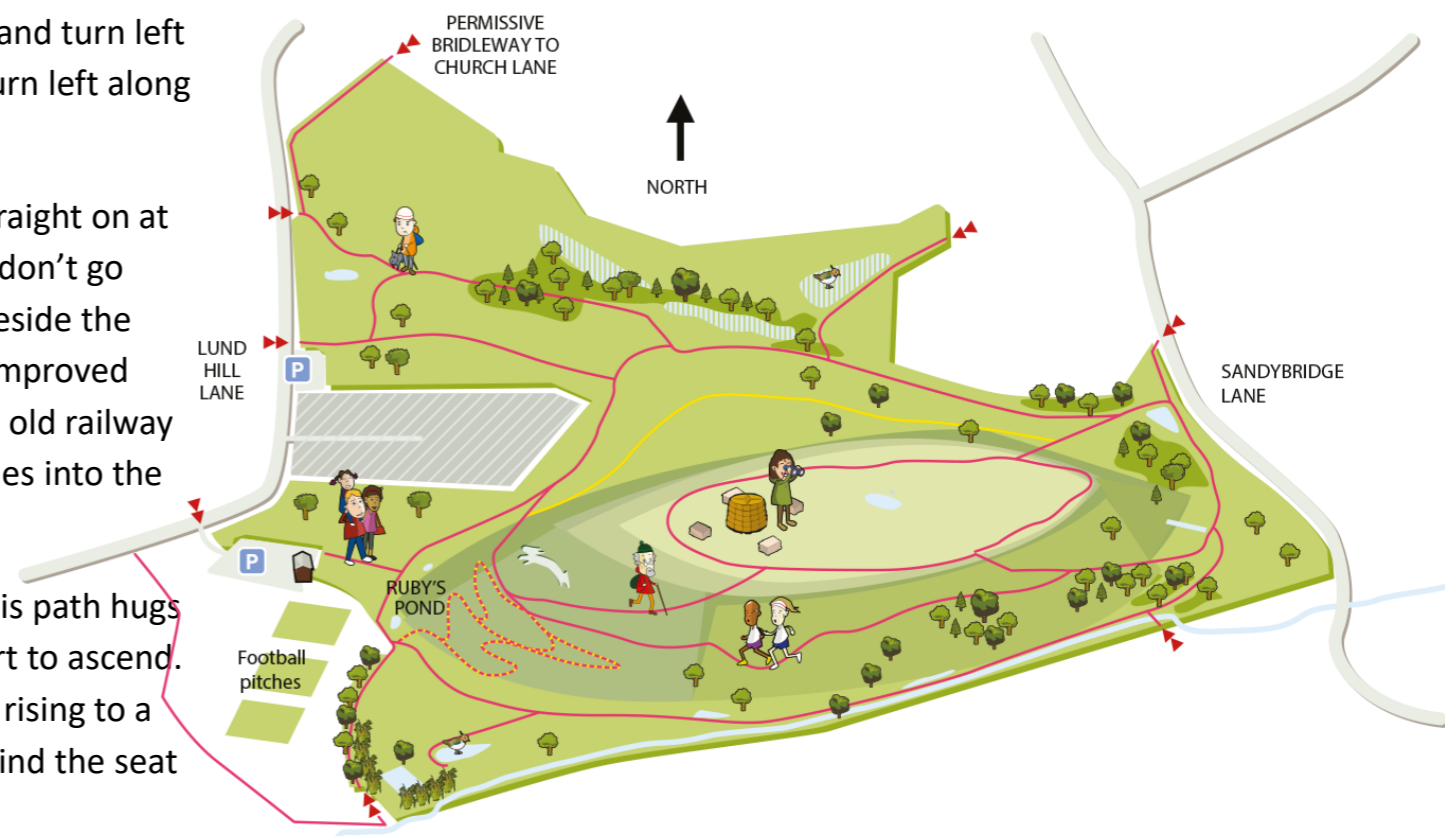 and turn left
urn left along
raight on at
don't go
eside the
mproved
old railway
es into the
is path hugs
rt to ascend.
rising to a
ind the seat
PERMISSIVE
BRIDLEWAY TO
CHURCH LANE
NORTH
LUND
HILL
LANE
P
SANDYBRIDGE
LANE
P
RUBY'S
POND
Football
pitches